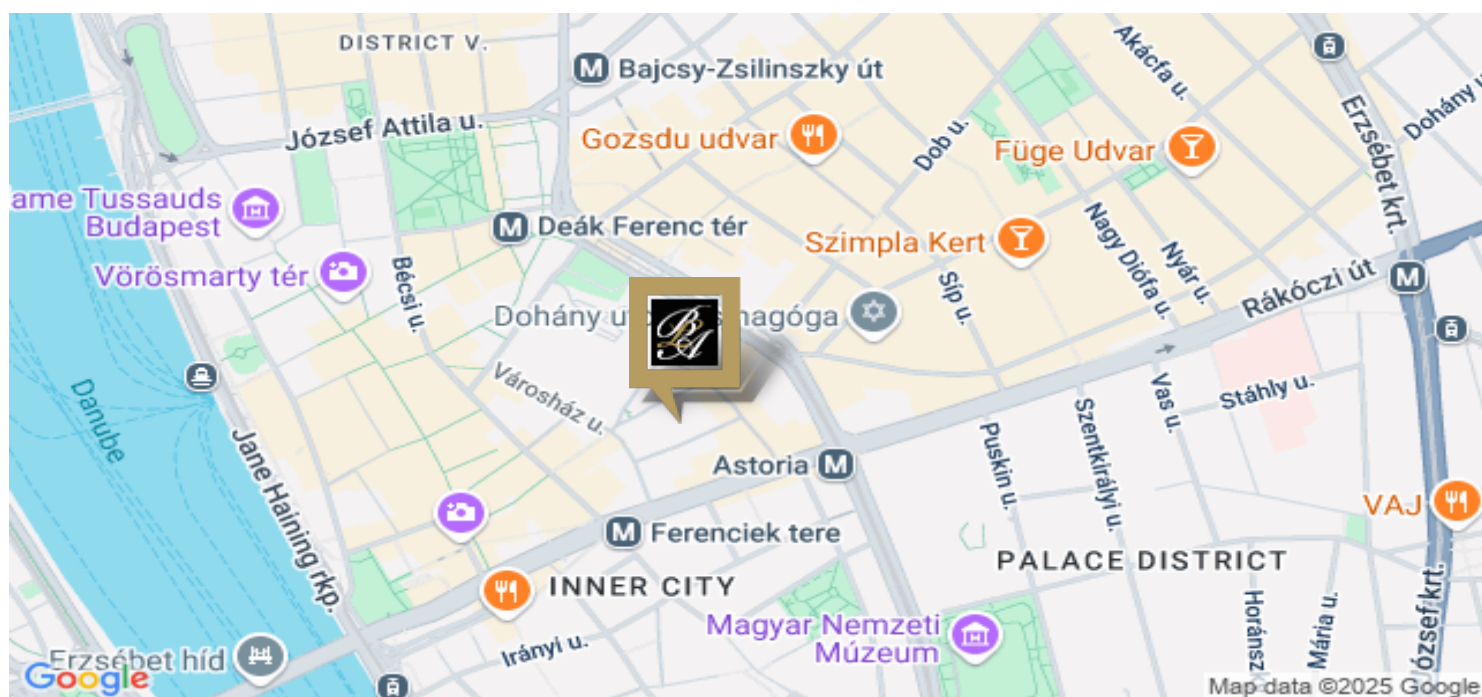 DISTRICT V.
Akácfa u.
Bajcsy-Zsilinszky út
József Attila u.
Gozsdu udvar
Dob u.
Füge Udvar
Erzsébet krt.
Dohány u
ame Tussauds
Budapest
Deák Ferenc tér
Szimpla Kert
Nagy Diófa u.
Nyár u.
Vörösmarty tér
Bécsi u.
Síp u.
Rákóczi út
Dohány u nagóga
Danube
Városház u.
Vas u.
Stáhly u.
Jane Haining rkp.
Astoria
Puskin u.
Szentkirályi u.
VAJ
Ferenciek tere
PALACE DISTRICT
INNER CITY
Magyar Nemzeti
Múzeum
Irányi u.
Horánsz
Mária u.
József krt.
Erzsébet híd
Google
Map data ©2025 Google